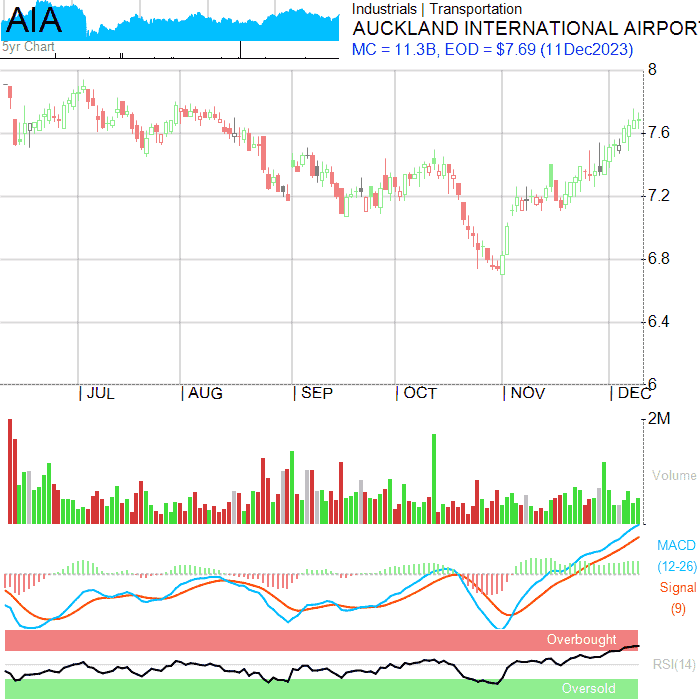 AIA
5yr Chart
Industrials | Transportation
AUCKLAND INTERNATIONAL AIRPORT
MC = 11.3B, EOD = $7.69 (11Dec2023)
8
7.6
7.2
6.8
6.4
6
JUL AUG SEP OCT NOV DEC
2M
Volume
MACD
(12-26)
Signal
(9)
Overbought
RSI(14)
Oversold